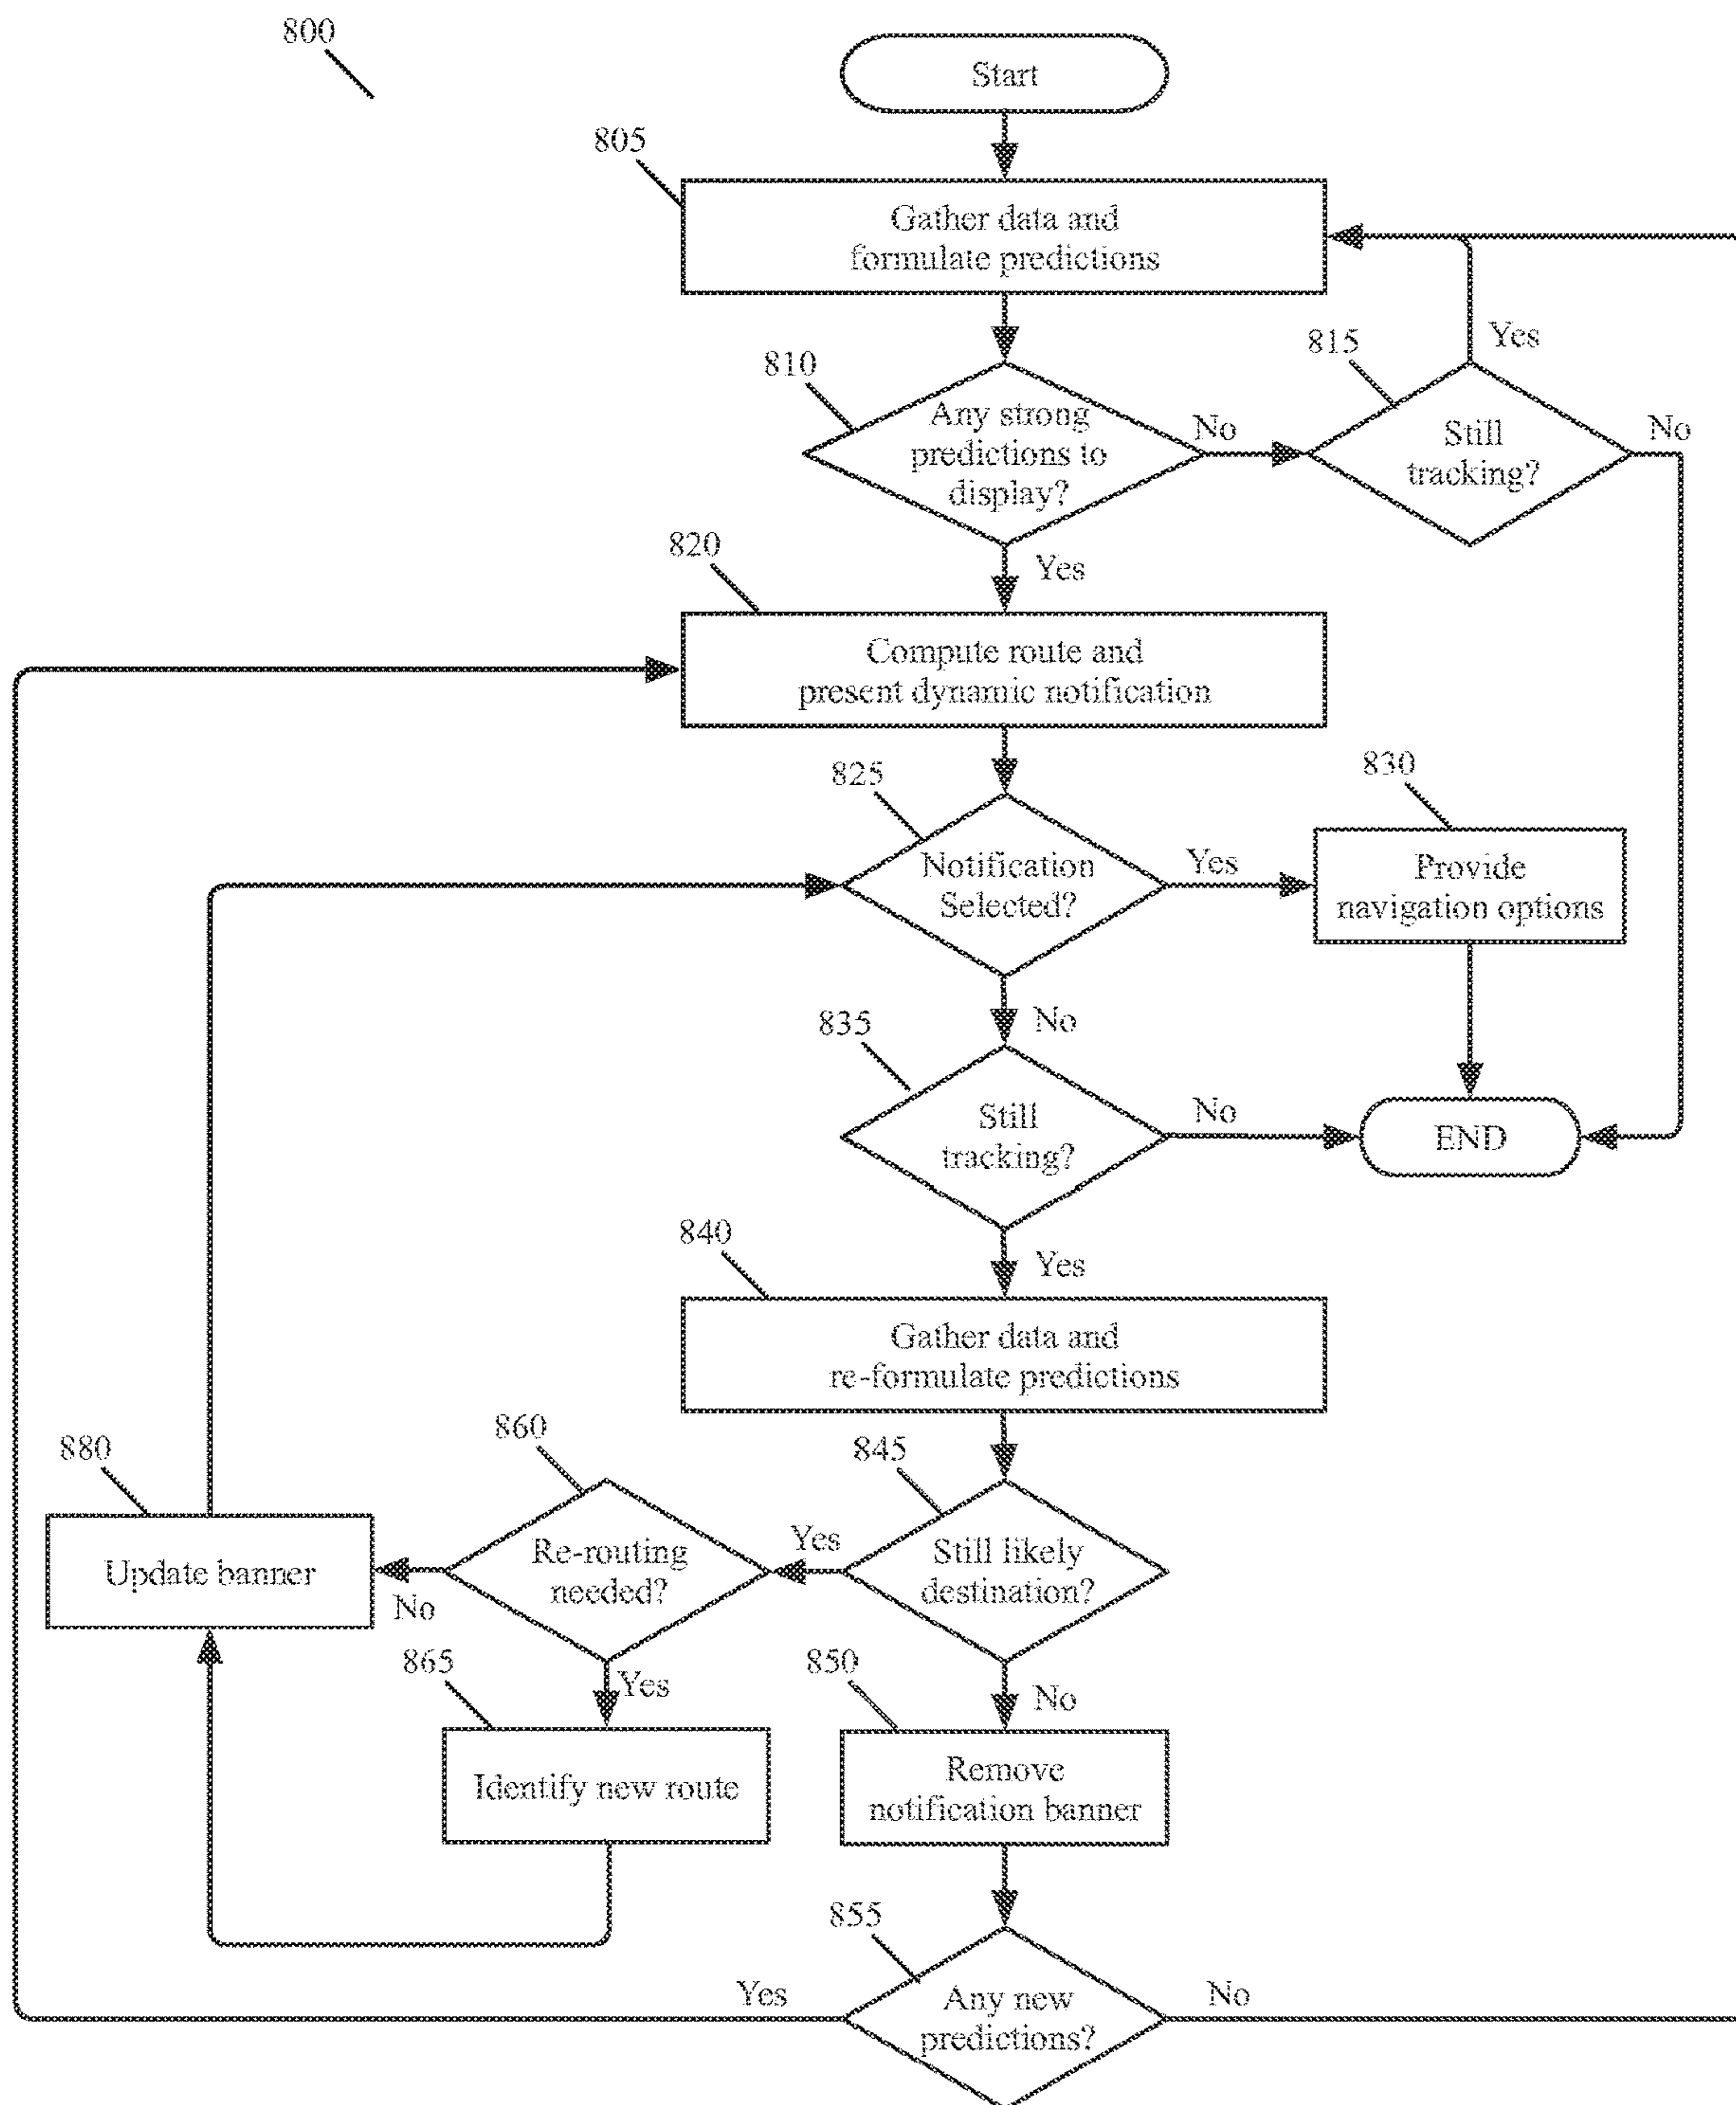 800
Start
805
Gather data and
formulate predictions
810
Any strong
predictions to
display?
No
815
Still
tracking?
Yes
No
Yes
820
Compute route and
present dynamic notification
825
Notification
Selected?
Yes
830
Provide
navigation options
No
835
Still
tracking?
No
END
Yes
840
Gather data and
re-formulate predictions
845
Still likely
destination?
Yes
860
Re-routing
needed?
No
880
Update banner
Yes
865
Identify new route
No
850
Remove
notification banner
855
Any new
predictions?
Yes
No